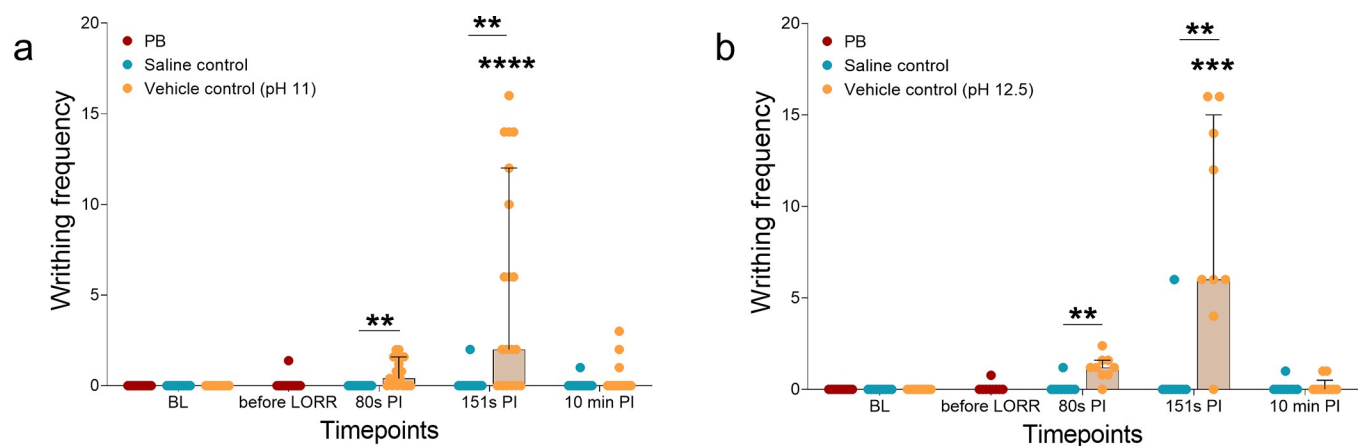 a
20
15
10
5
0
Writhing frequency
PB
Saline control
Vehicle control (pH 11)
**
****
**
BL
before LORR
80s PI
151s PI
10 min PI
Timepoints
b
20
15
10
5
0
Writhing frequency
PB
Saline control
Vehicle control (pH 12.5)
**
***
**
BL
before LORR
80s PI
151s PI
10 min PI
Timepoints